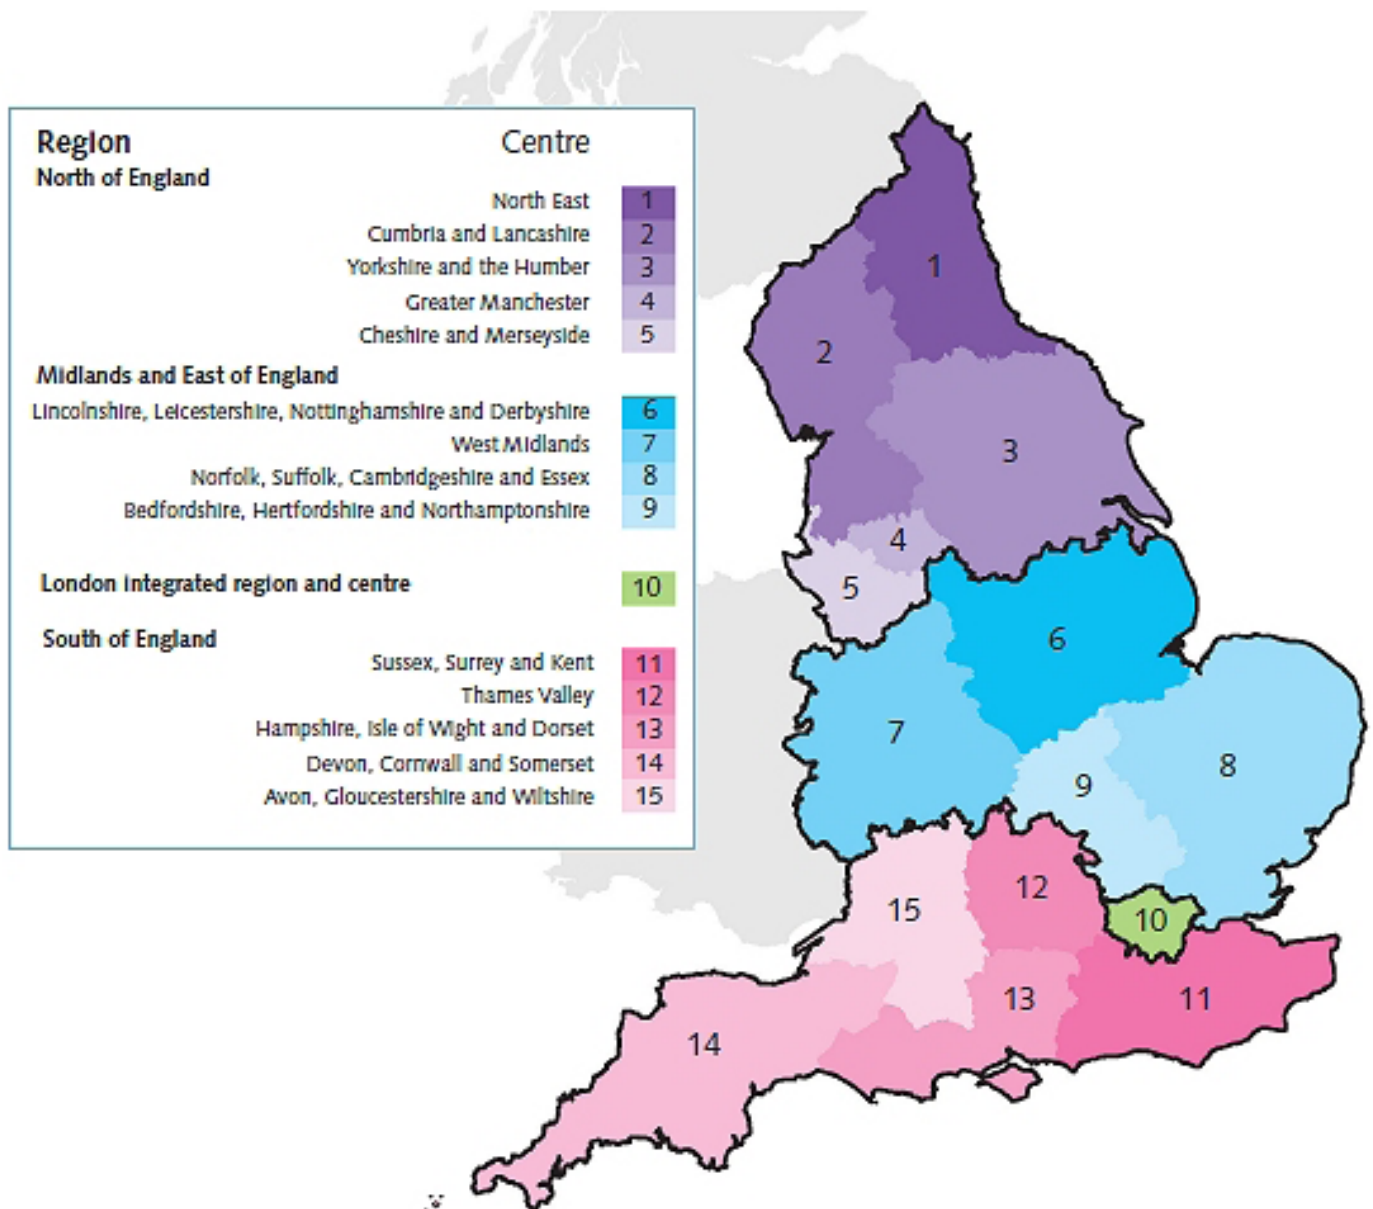 Region Centre
North of England
North East 1
Cumbria and Lancashire 2
Yorkshire and the Humber 3
Greater Manchester 4
Cheshire and Merseyside 5
Midlands and East of England
Lincolnshire, Leicestershire, Nottinghamshire and Derbyshire 6
West Midlands 7
Norfolk, Suffolk, Cambridgeshire and Essex 8
Bedfordshire, Hertfordshire and Northamptonshire 9
London integrated region and centre 10
South of England
Sussex, Surrey and Kent 11
Thames Valley 12
Hampshire, Isle of Wight and Dorset 13
Devon, Cornwall and Somerset 14
Avon, Gloucestershire and Wiltshire 15
1
2
3
4
5
6
7
8
9
12
15
10
13
11
14